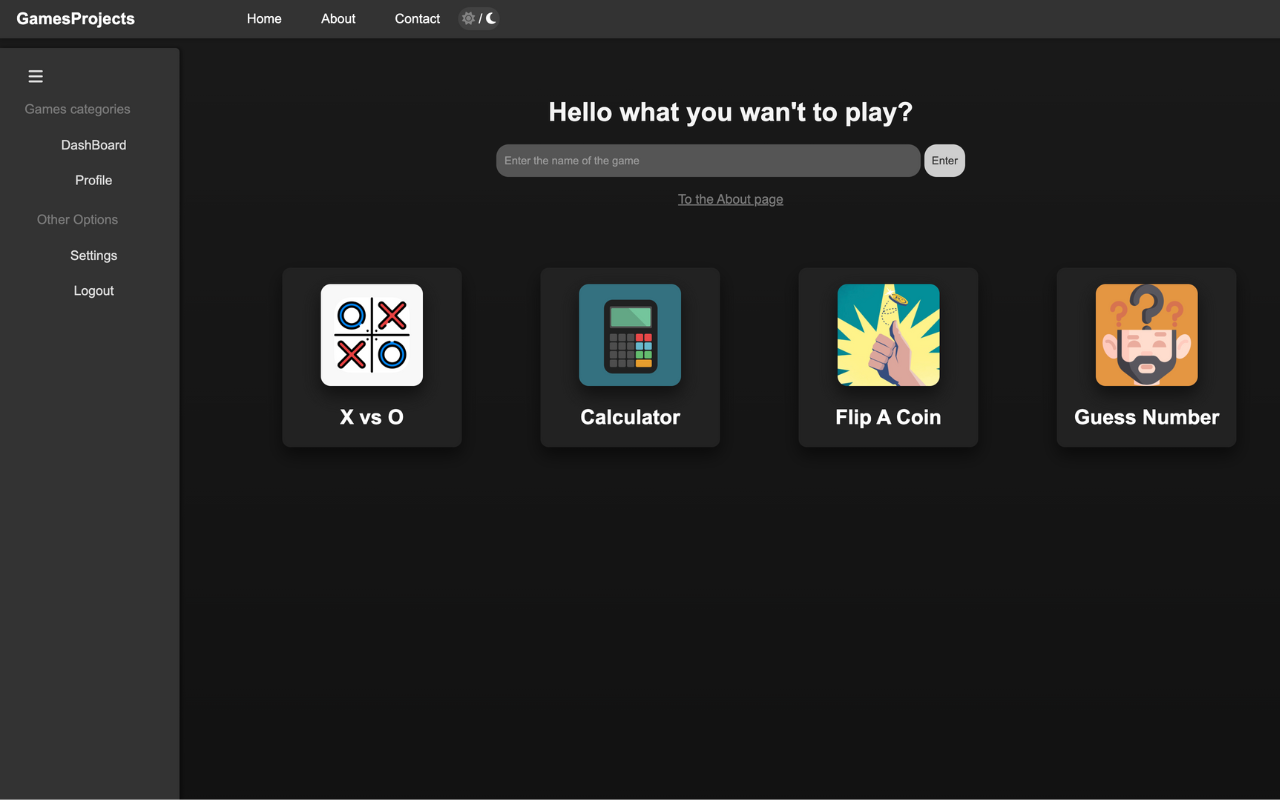 GamesProjects
Home
About
Contact
/
Games categories
DashBoard
Profile
Other Options
Settings
Logout
Hello what you wan't to play?
Enter the name of the game
Enter
To the About page
X vs O
Calculator
Flip A Coin
Guess Number